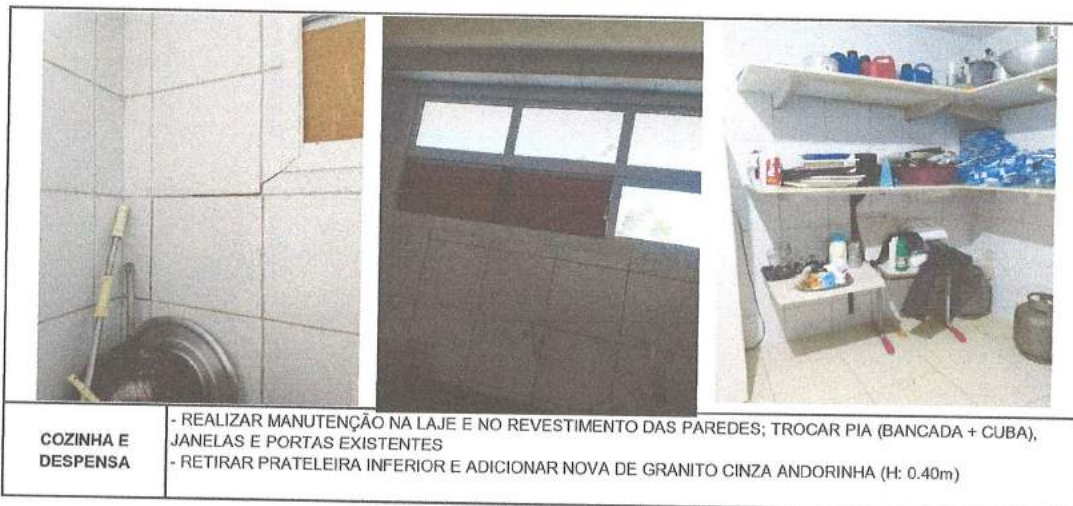 COZINHA E
DESPENSA
- REALIZAR MANUTENÇÃO NA LAJE E NO REVESTIMENTO DAS PAREDES; TROCAR PIA (BANCADA + CUBA),
JANELAS E PORTAS EXISTENTES
- RETIRAR PRATELEIRA INFERIOR E ADICIONAR NOVA DE GRANITO CINZA ANDORINHA (H: 0.40m)